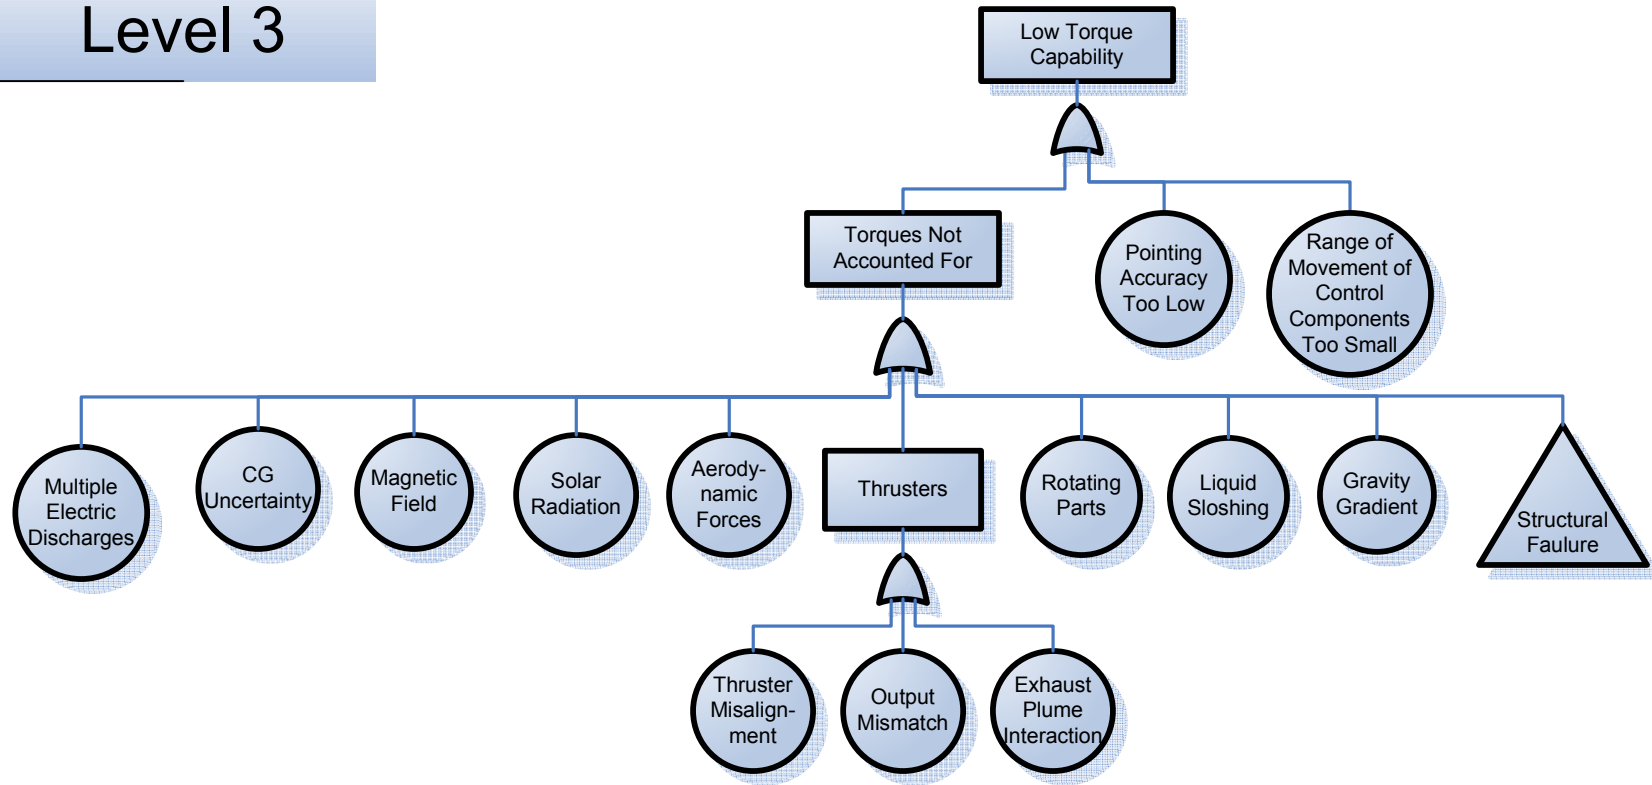 Level 3
Low Torque
Capability
Torques Not
Accounted For
Pointing
Accuracy
Too Low
Range of
Movement of
Control
Components
Too Small
Multiple
Electric
Discharges
CG
Uncertainty
Magnetic
Field
Solar
Radiation
Aerody-
namic
Forces
Thrusters
Rotating
Parts
Liquid
Sloshing
Gravity
Gradient
Structural
Faulure
Thruster
Misalign-
ment
Output
Mismatch
Exhaust
Plume
Interaction